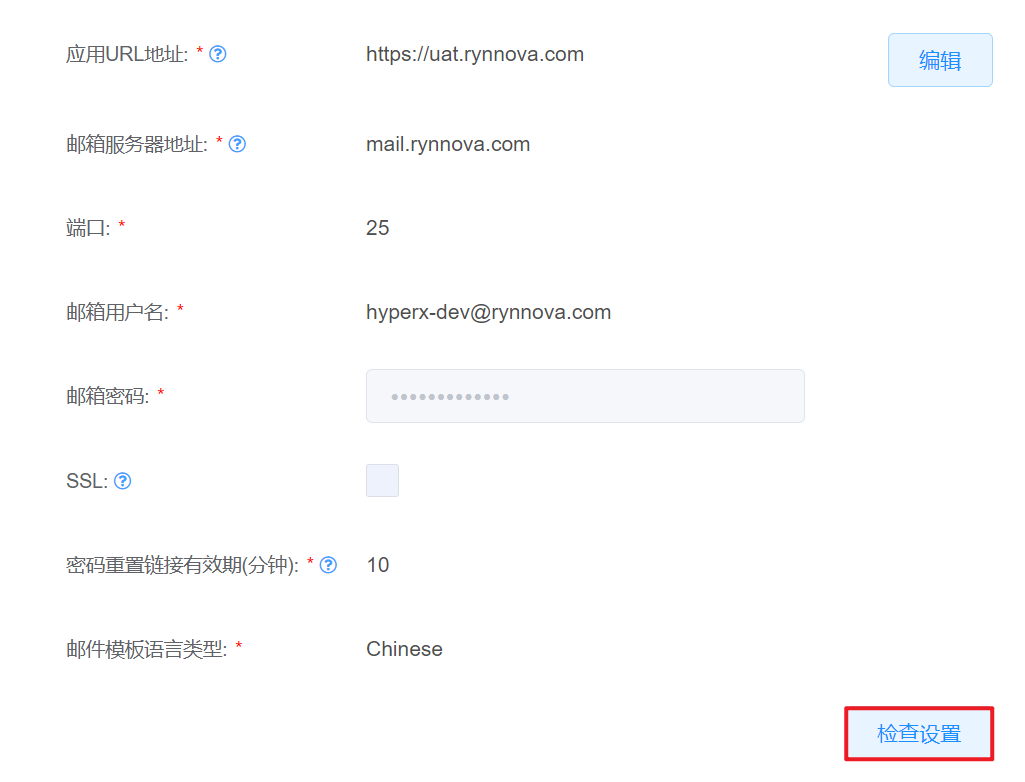 应用URL地址: * ? https://uat.rynnova.com 编辑
邮箱服务器地址: * ? mail.rynnova.com
端口: * 25
邮箱用户名: * hyperx-dev@rynnova.com
邮箱密码: * •••••••••••••
SSL: ?
密码重置链接有效期(分钟): * ? 10
邮件模板语言类型: * Chinese
检查设置